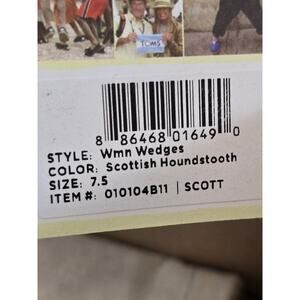 TOMS
8 86468 01649 0
STYLE: Wmn Wedges
COLOR: Scottish Houndstooth
SIZE: 7.5
ITEM #: 010104B11 | SCOTT